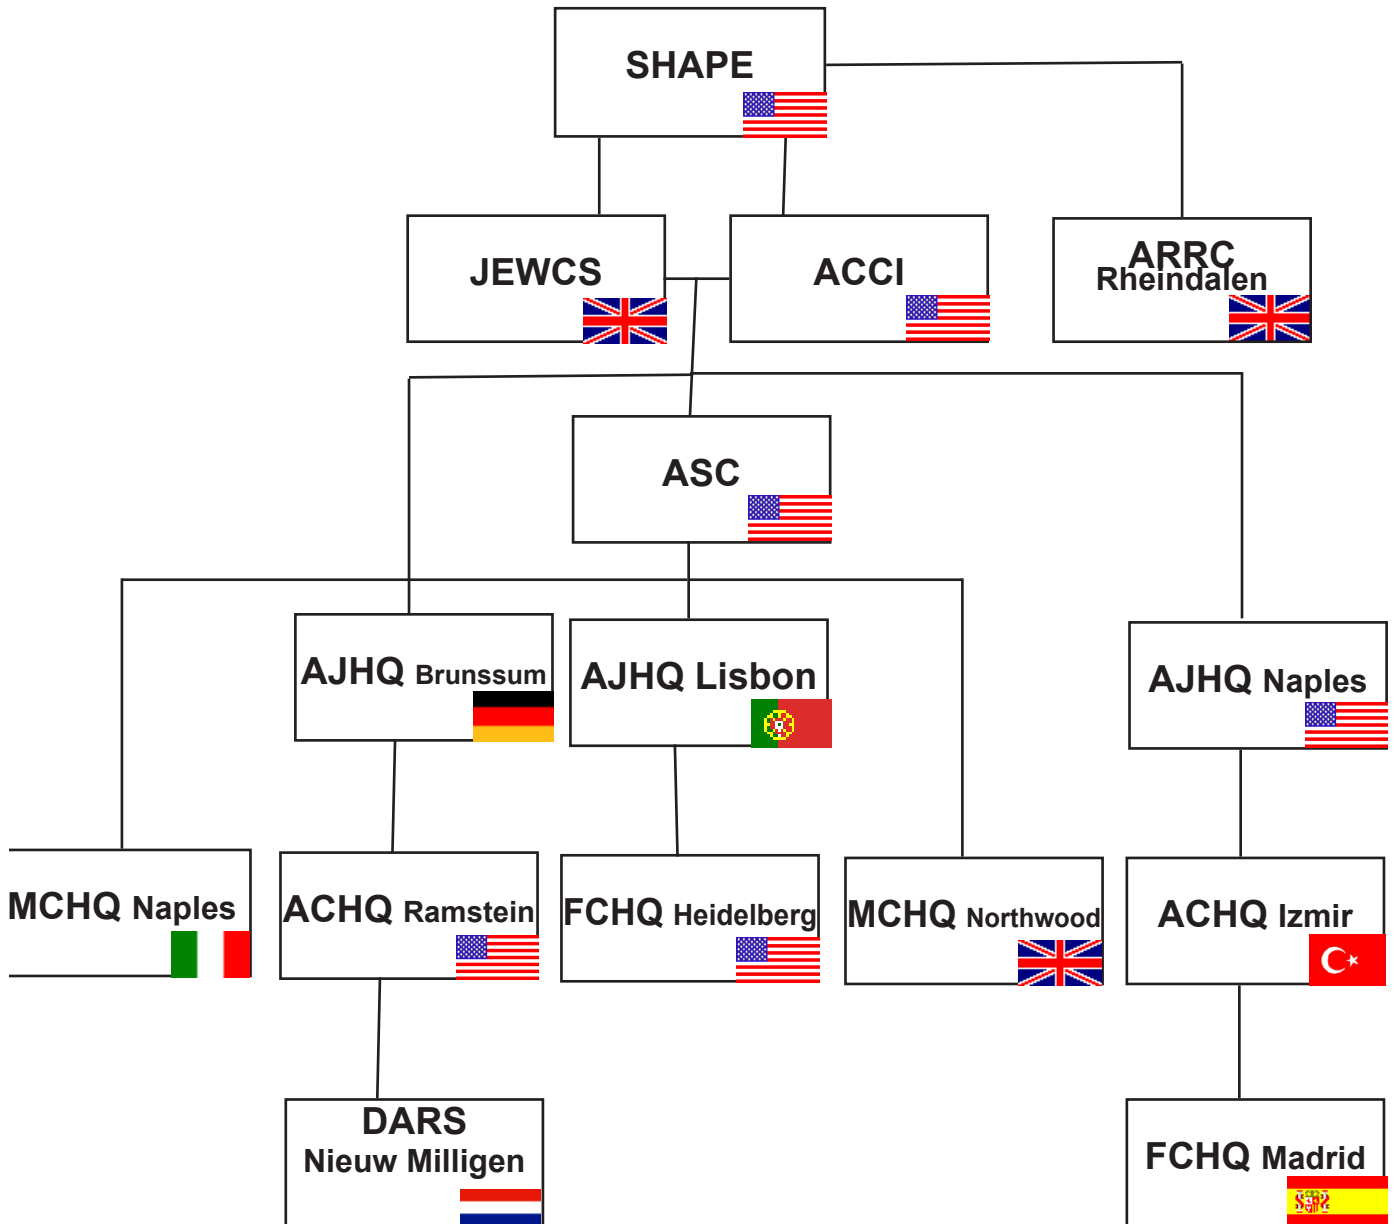 SHAPE
JEWCS
ACCI
ARRC
Rheindalen
ASC
AJHQ Brunssum
AJHQ Lisbon
AJHQ Naples
MCHQ Naples
ACHQ Ramstein
FCHQ Heidelberg
MCHQ Northwood
ACHQ Izmir
DARS
Nieuw Milligen
FCHQ Madrid